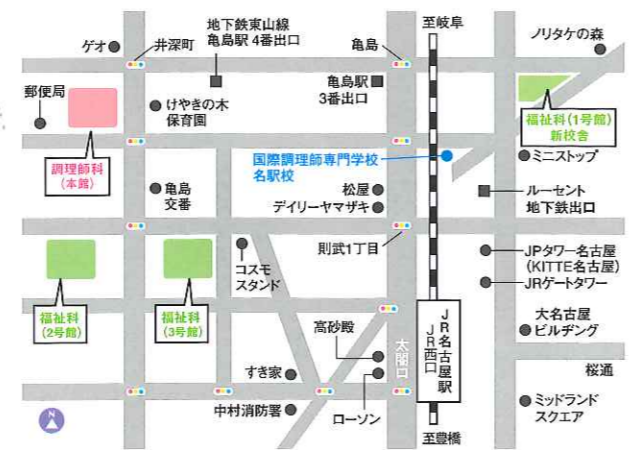 至岐阜
地下鉄東山線
亀島駅 4番出口
ゲオ
井深町
亀島
ノリタケの森
郵便局
けやきの木
保育園
亀島駅
3番出口
福祉科(1号館)
新校舎
調理師科
(本館)
国際調理師専門学校
名駅校
ミニストップ
亀島
交番
松屋
デイリーヤマザキ
ルーセント
地下鉄出口
則武1丁目
コスモ
スタンド
JPタワー名古屋
(KITTE名古屋)
JRゲートタワー
福祉科
(2号館)
福祉科
(3号館)
高砂殿
太閤口
JR名古屋駅
JR西口
大名古屋
ビルヂング
桜通
すき家
中村消防署
ローソン
ミッドランド
スクエア
至豊橋
N